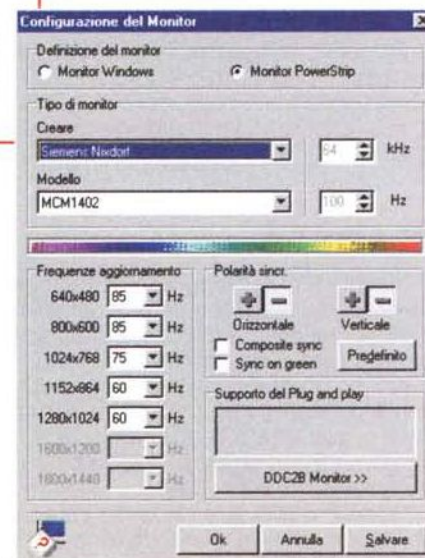 Configurazione del Monitor
Definizione del monitor
Monitor Windows
Monitor PowerStrip
Tipo di monitor
Creare
Siemens Nixdorf
64 kHz
Modello
MCM1402
100 Hz
Frequenze aggiornamento
640x480 85 Hz
800x600 85 Hz
1024x768 75 Hz
1152x864 60 Hz
1280x1024 60 Hz
1600x1200 Hz
1800x1440 Hz
Polarità sincr.
Orizzontale
Verticale
Composite sync
Sync on green
Predefinito
Supporto del Plug and play
DDC2B Monitor >>
Ok
Annulla
Salvare